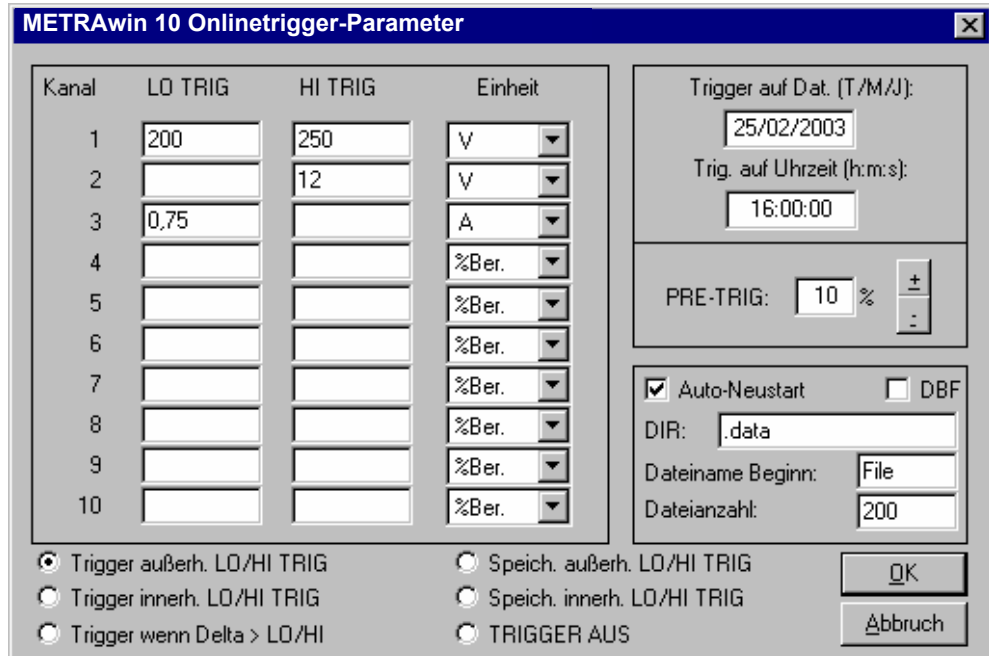 METRAwin 10 Onlinetrigger-Parameter
Kanal LO TRIG HI TRIG Einheit
1 200 250 V
2 12 V
3 0,75 A
4 %Ber.
5 %Ber.
6 %Ber.
7 %Ber.
8 %Ber.
9 %Ber.
10 %Ber.
Trigger auf Dat. (T/M/J):
25/02/2003
Trig. auf Uhrzeit (h:m:s):
16:00:00
PRE-TRIG: 10 % + -
Auto-Neustart DBF
DIR: .data
Dateiname Beginn: File
Dateianzahl: 200
Trigger außerh. LO/HI TRIG
Trigger innerh. LO/HI TRIG
Trigger wenn Delta > LO/HI
Speich. außerh. LO/HI TRIG
Speich. innerh. LO/HI TRIG
TRIGGER AUS
OK
Abbruch